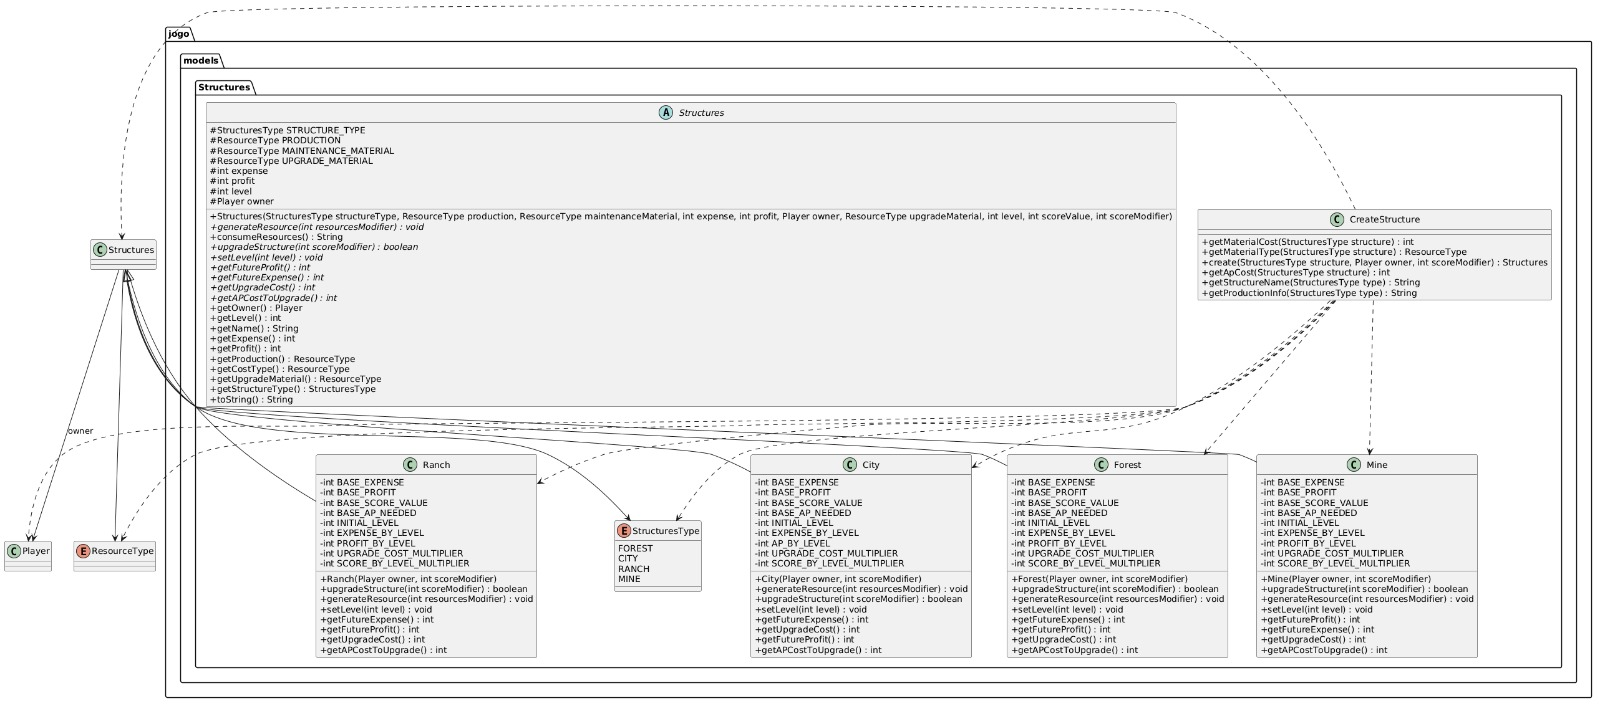 jogo
models
Structures
A Structures
#StructuresType STRUCTURE_TYPE
#ResourceType PRODUCTION
#ResourceType MAINTENANCE_MATERIAL
#ResourceType UPGRADE_MATERIAL
#int expense
#int profit
#int level
#Player owner
+Structures(StructuresType structureType, ResourceType production, ResourceType maintenanceMaterial, int expense, int profit, Player owner, ResourceType upgradeMaterial, int level, int scoreValue, int scoreModifier)
+generateResource(int resourcesModifier) : void
+consumeResources() : String
+upgradeStructure(int scoreModifier) : boolean
+setLevel(int level) : void
+getFutureProfit() : int
+getFutureExpense() : int
+getUpgradeCost() : int
+getAPCostToUpgrade() : int
+getOwner() : Player
+getLevel() : int
+getName() : String
+getExpense() : int
+getProfit() : int
+getProduction() : ResourceType
+getCostType() : ResourceType
+getUpgradeMaterial() : ResourceType
+getStructureType() : StructuresType
+toString() : String
C CreateStructure
+getMaterialCost(StructuresType structure) : int
+getMaterialType(StructuresType structure) : ResourceType
+create(StructuresType structure, Player owner, int scoreModifier) : Structures
+getApCost(StructuresType structure) : int
+getStructureName(StructuresType type) : String
+getProductionInfo(StructuresType type) : String
C Structures
owner
C Player
E ResourceType
C Ranch
-int BASE_EXPENSE
-int BASE_PROFIT
-int BASE_SCORE_VALUE
-int BASE_AP_NEEDED
-int INITIAL_LEVEL
-int EXPENSE_BY_LEVEL
-int PROFIT_BY_LEVEL
-int UPGRADE_COST_MULTIPLIER
-int SCORE_BY_LEVEL_MULTIPLIER
+Ranch(Player owner, int scoreModifier)
+upgradeStructure(int scoreModifier) : boolean
+generateResource(int resourcesModifier) : void
+setLevel(int level) : void
+getFutureExpense() : int
+getFutureProfit() : int
+getUpgradeCost() : int
+getAPCostToUpgrade() : int
E StructuresType
FOREST
CITY
RANCH
MINE
C City
-int BASE_EXPENSE
-int BASE_PROFIT
-int BASE_SCORE_VALUE
-int BASE_AP_NEEDED
-int INITIAL_LEVEL
-int EXPENSE_BY_LEVEL
-int AP_BY_LEVEL
-int UPGRADE_COST_MULTIPLIER
-int SCORE_BY_LEVEL_MULTIPLIER
+City(Player owner, int scoreModifier)
+generateResource(int resourcesModifier) : void
+upgradeStructure(int scoreModifier) : boolean
+setLevel(int level) : void
+getFutureExpense() : int
+getUpgradeCost() : int
+getFutureProfit() : int
+getAPCostToUpgrade() : int
C Forest
-int BASE_EXPENSE
-int BASE_PROFIT
-int BASE_SCORE_VALUE
-int BASE_AP_NEEDED
-int INITIAL_LEVEL
-int EXPENSE_BY_LEVEL
-int PROFIT_BY_LEVEL
-int UPGRADE_COST_MULTIPLIER
-int SCORE_BY_LEVEL_MULTIPLIER
+Forest(Player owner, int scoreModifier)
+upgradeStructure(int scoreModifier) : boolean
+generateResource(int resourcesModifier) : void
+setLevel(int level) : void
+getFutureExpense() : int
+getFutureProfit() : int
+getUpgradeCost() : int
+getAPCostToUpgrade() : int
C Mine
-int BASE_EXPENSE
-int BASE_PROFIT
-int BASE_SCORE_VALUE
-int BASE_AP_NEEDED
-int INITIAL_LEVEL
-int EXPENSE_BY_LEVEL
-int PROFIT_BY_LEVEL
-int UPGRADE_COST_MULTIPLIER
-int SCORE_BY_LEVEL_MULTIPLIER
+Mine(Player owner, int scoreModifier)
+upgradeStructure(int scoreModifier) : boolean
+generateResource(int resourcesModifier) : void
+setLevel(int level) : void
+getFutureProfit() : int
+getFutureExpense() : int
+getUpgradeCost() : int
+getAPCostToUpgrade() : int